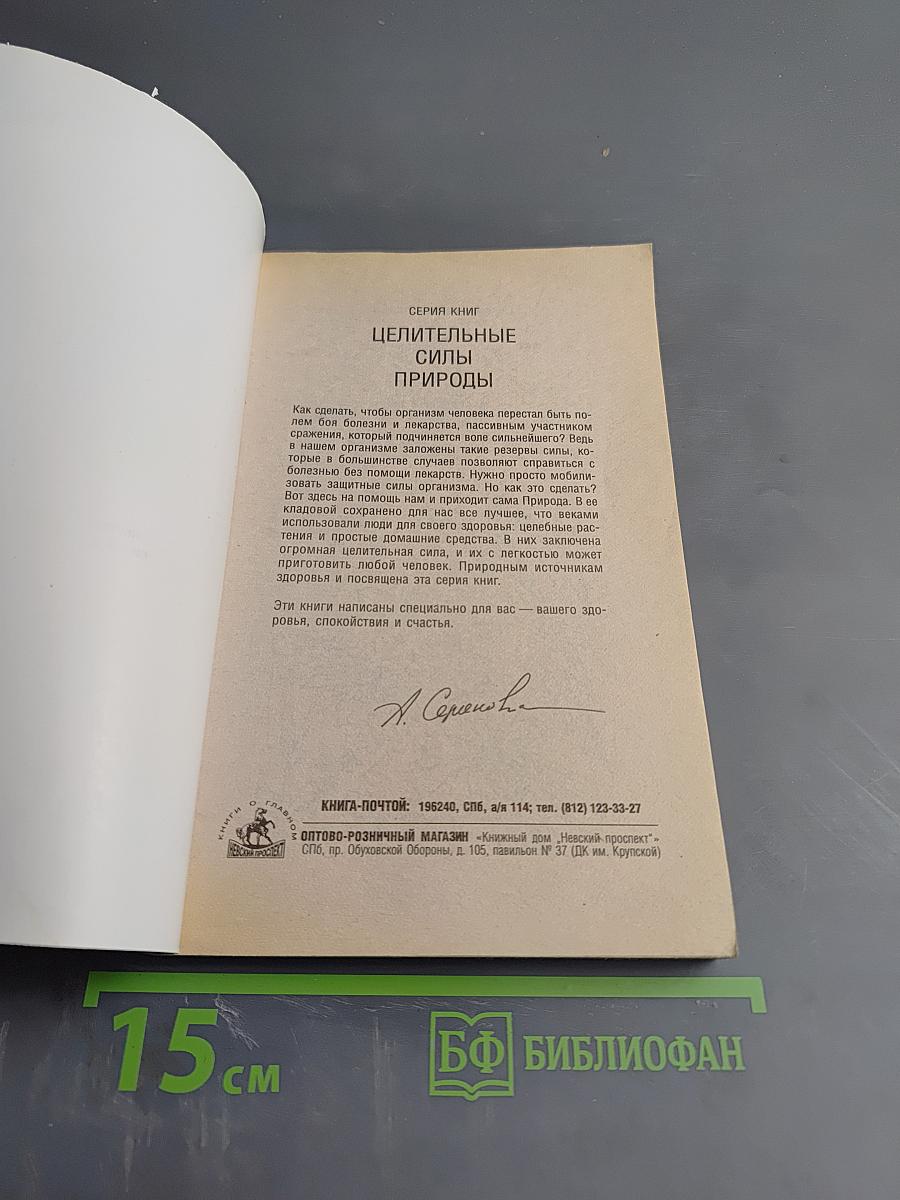 СЕРИЯ КНИГ
ЦЕЛИТЕЛЬНЫЕ
СИЛЫ
ПРИРОДЫ
Как сделать, чтобы организм человека перестал быть по-
лем боя болезни и лекарства, пассивным участником
сражения, который подчиняется воле сильнейшего? Ведь
в нашем организме заложены такие резервы силы, ко-
торые в большинстве случаев позволяют справиться с
болезнью без помощи лекарств. Нужно просто мобили-
зовать защитные силы организма. Но как это сделать?
Вот здесь на помощь нам и приходит сама Природа. В ее
кладовой сохранено для нас все лучшее, что веками
использовали люди для своего здоровья: целебные рас-
тения и простые домашние средства. В них заключена
огромная целительная сила, и их с легкостью может
приготовить любой человек. Природным источникам
здоровья и посвящена эта серия книг.
Эти книги написаны специально для вас — вашего здо-
ровья, спокойствия и счастья.
А. Семенова
КНИГИ О ГЛАВНОМ
НЕВСКИЙ ПРОСПЕКТ
КНИГА-ПОЧТОЙ: 196240, СПб, а/я 114; тел. (812) 123-33-27
ОПТОВО-РОЗНИЧНЫЙ МАГАЗИН «Книжный дом „Невский проспект"»
СПб, пр. Обуховской Обороны, д. 105, павильон № 37 (ДК им. Крупской)
15 см
БФ БИБЛИОФАН